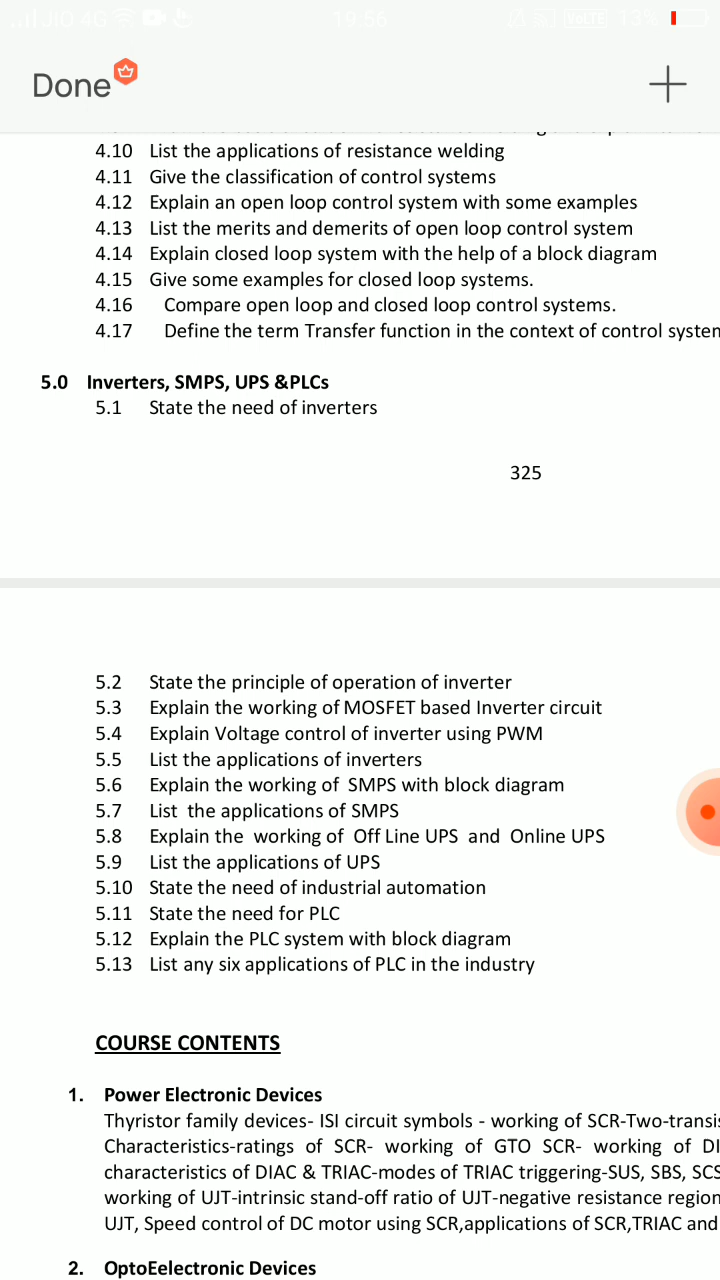 JIO 4G 19:56 VoLTE 13%
Done
4.10 List the applications of resistance welding
4.11 Give the classification of control systems
4.12 Explain an open loop control system with some examples
4.13 List the merits and demerits of open loop control system
4.14 Explain closed loop system with the help of a block diagram
4.15 Give some examples for closed loop systems.
4.16 Compare open loop and closed loop control systems.
4.17 Define the term Transfer function in the context of control system
5.0 Inverters, SMPS, UPS &PLCs
5.1 State the need of inverters
325
5.2 State the principle of operation of inverter
5.3 Explain the working of MOSFET based Inverter circuit
5.4 Explain Voltage control of inverter using PWM
5.5 List the applications of inverters
5.6 Explain the working of SMPS with block diagram
5.7 List the applications of SMPS
5.8 Explain the working of Off Line UPS and Online UPS
5.9 List the applications of UPS
5.10 State the need of industrial automation
5.11 State the need for PLC
5.12 Explain the PLC system with block diagram
5.13 List any six applications of PLC in the industry
COURSE CONTENTS
1. Power Electronic Devices
Thyristor family devices- ISI circuit symbols - working of SCR-Two-transis
Characteristics-ratings of SCR- working of GTO SCR- working of DI
characteristics of DIAC & TRIAC-modes of TRIAC triggering-SUS, SBS, SCS
working of UJT-intrinsic stand-off ratio of UJT-negative resistance region
UJT, Speed control of DC motor using SCR,applications of SCR,TRIAC and
2. OptoEelectronic Devices